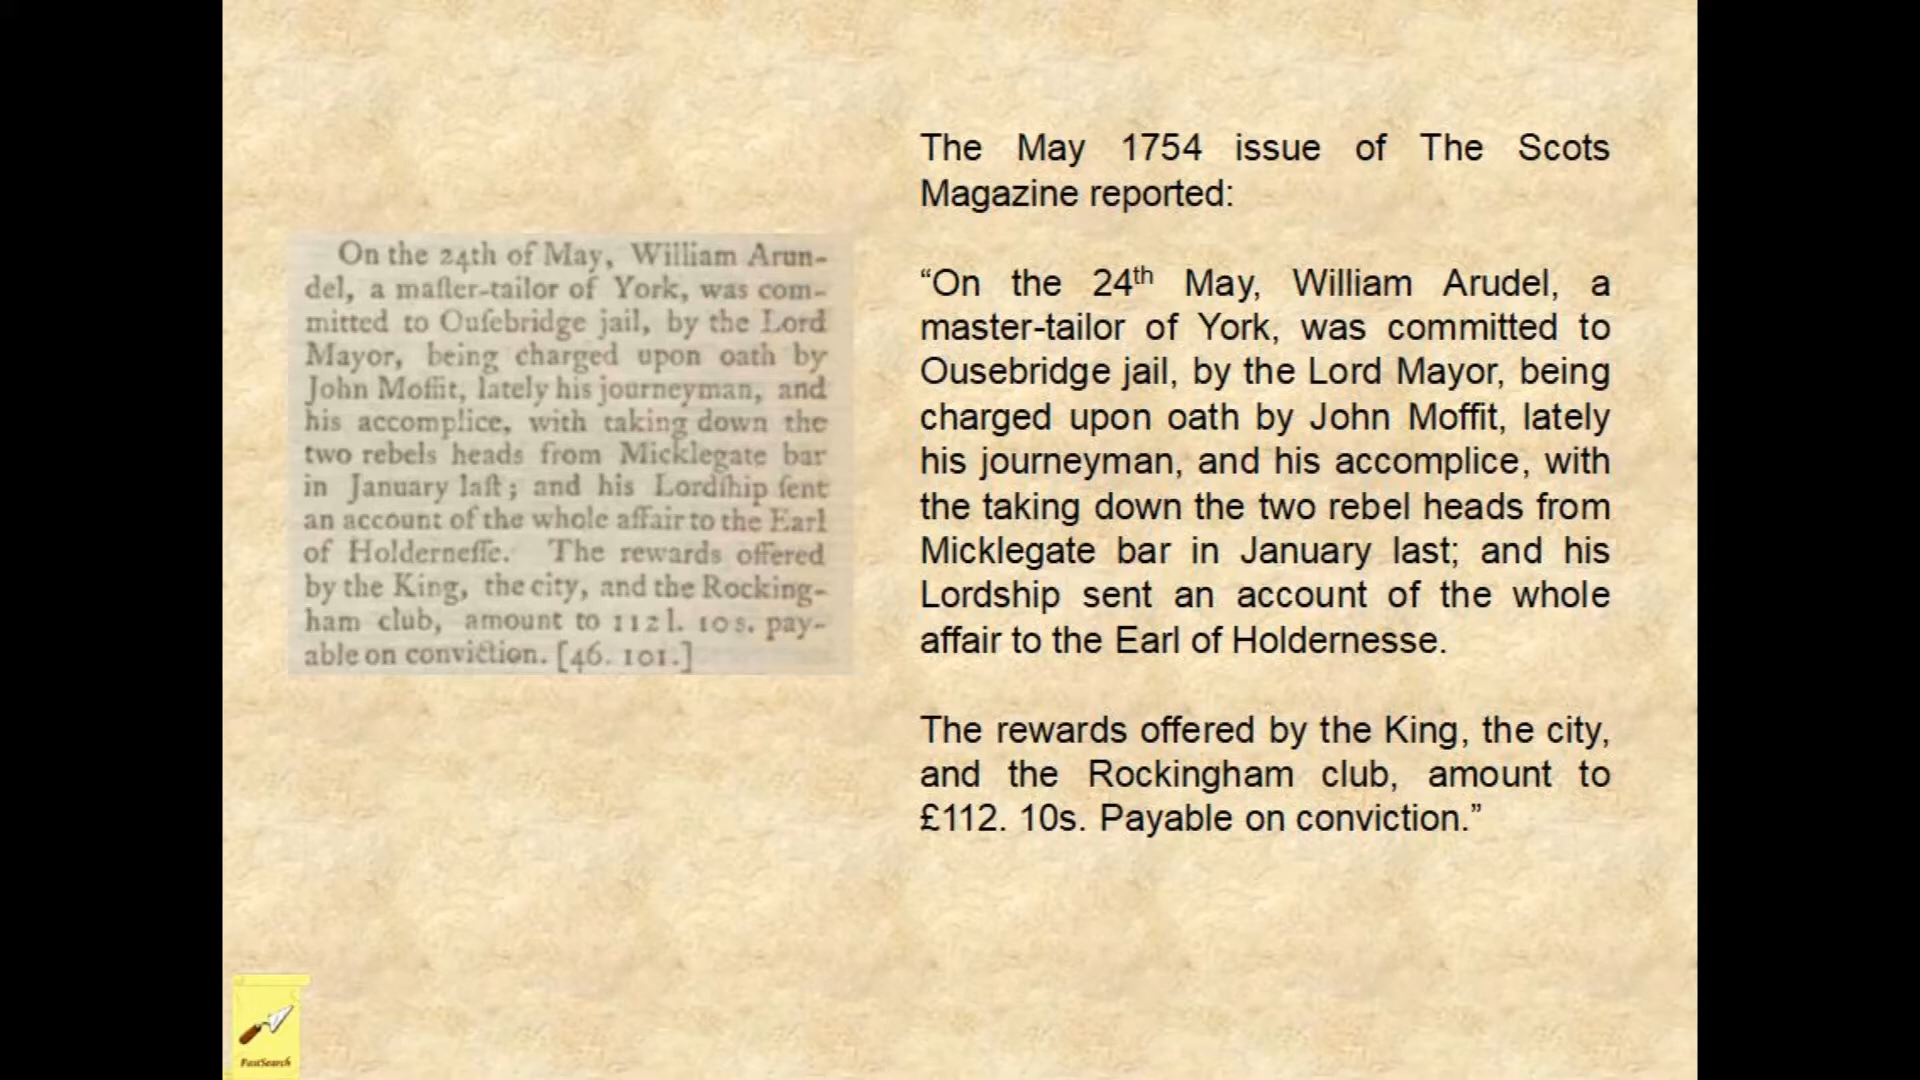 On the 24th of May, William Arun-
del, a maſter-tailor of York, was com-
mitted to Ouſebridge jail, by the Lord
Mayor, being charged upon oath by
John Moffit, lately his journeyman, and
his accomplice, with taking down the
two rebels heads from Micklegate bar
in January laſt; and his Lordſhip ſent
an account of the whole affair to the Earl
of Holderneſſe. The rewards offered
by the King, the city, and the Rocking-
ham club, amount to 112 l. 10 s. pay-
able on conviction. [46. 101.]
The May 1754 issue of The Scots
Magazine reported:
“On the 24th May, William Arudel, a
master-tailor of York, was committed to
Ousebridge jail, by the Lord Mayor, being
charged upon oath by John Moffit, lately
his journeyman, and his accomplice, with
the taking down the two rebel heads from
Micklegate bar in January last; and his
Lordship sent an account of the whole
affair to the Earl of Holdernesse.
The rewards offered by the King, the city,
and the Rockingham club, amount to
£112. 10s. Payable on conviction.”
PastSearch